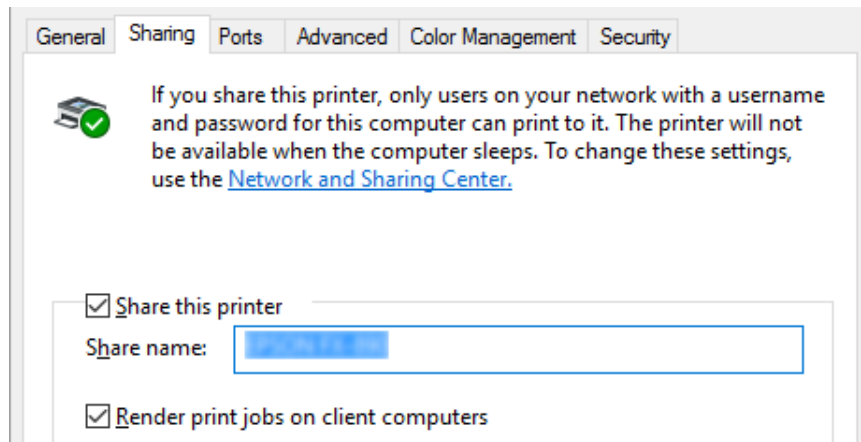 General Sharing Ports Advanced Color Management Security
If you share this printer, only users on your network with a username
and password for this computer can print to it. The printer will not
be available when the computer sleeps. To change these settings,
use the Network and Sharing Center.
Share this printer
Share name:
Render print jobs on client computers